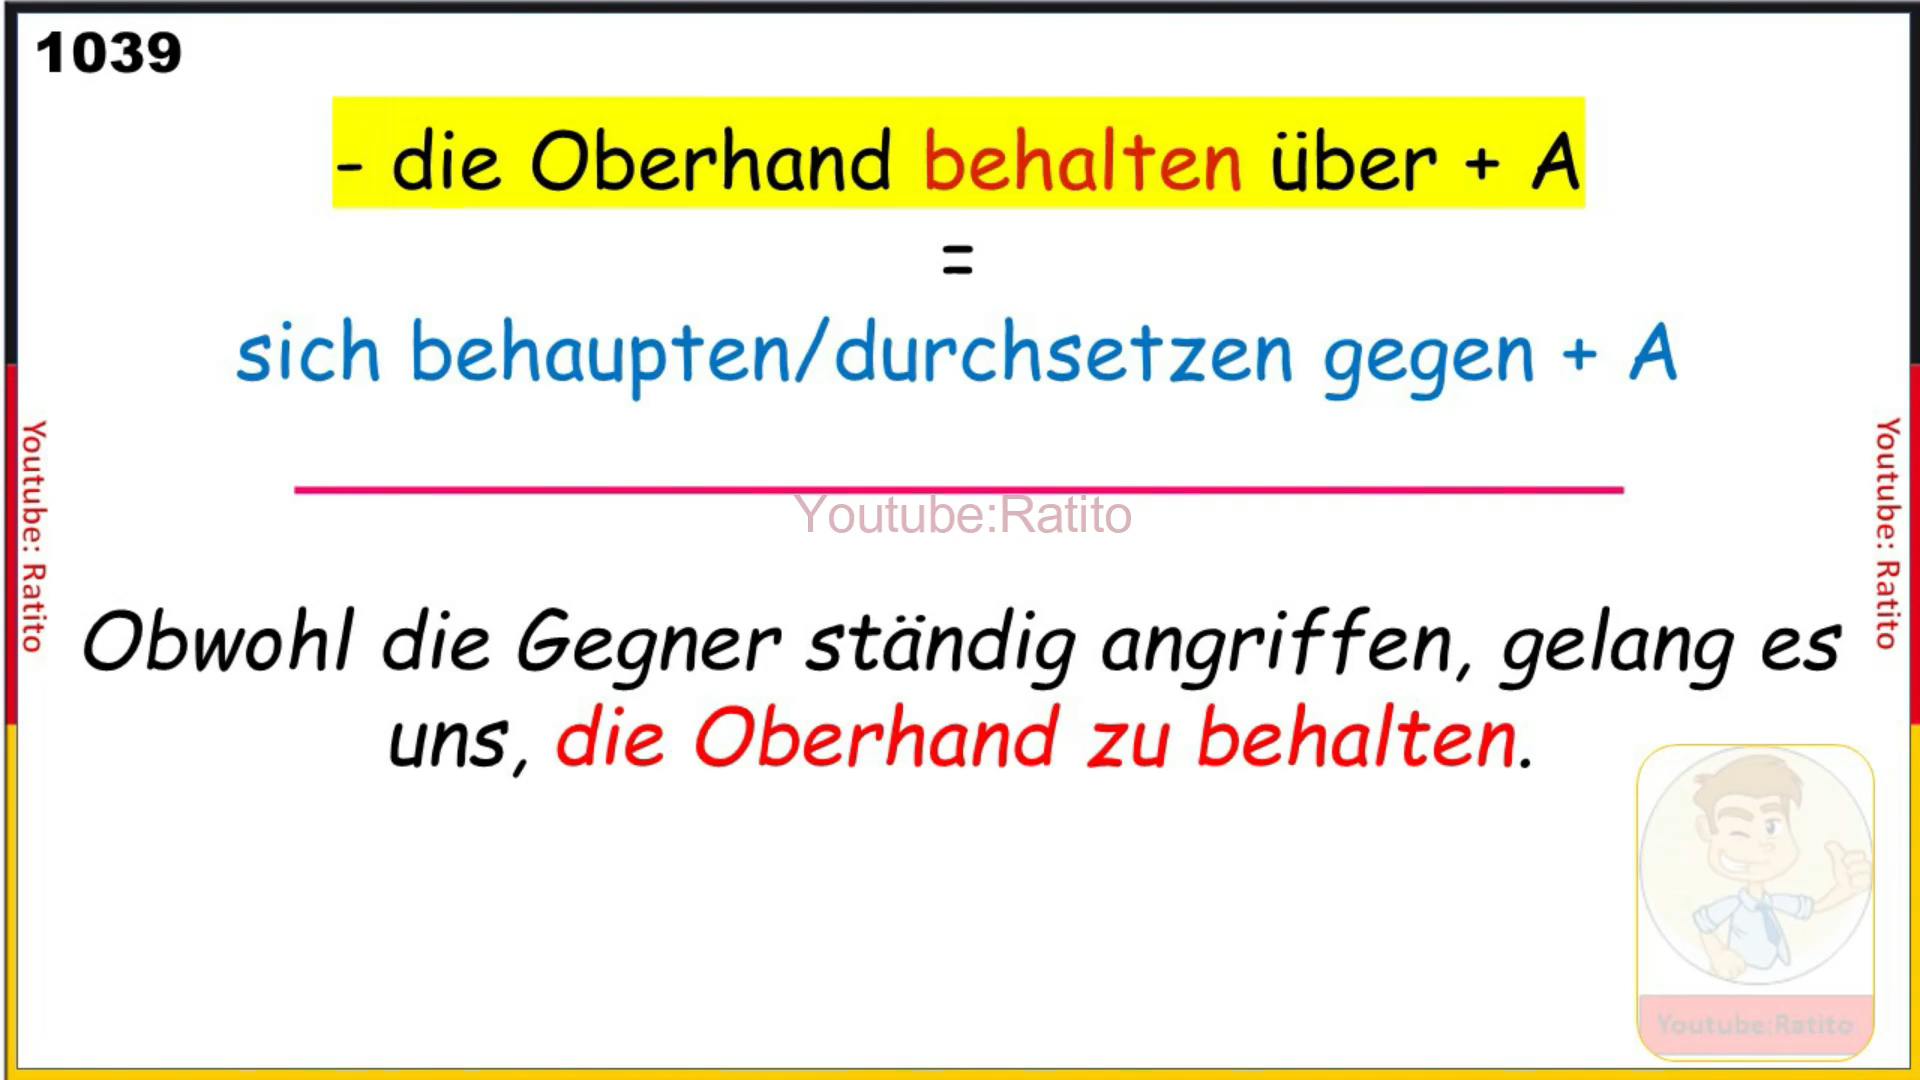 1039
- die Oberhand behalten über + A
=
sich behaupten/durchsetzen gegen + A
Youtube: Ratito
Youtube: Ratito
Youtube:Ratito
Obwohl die Gegner ständig angriffen, gelang es
uns, die Oberhand zu behalten.
Youtube:Ratito